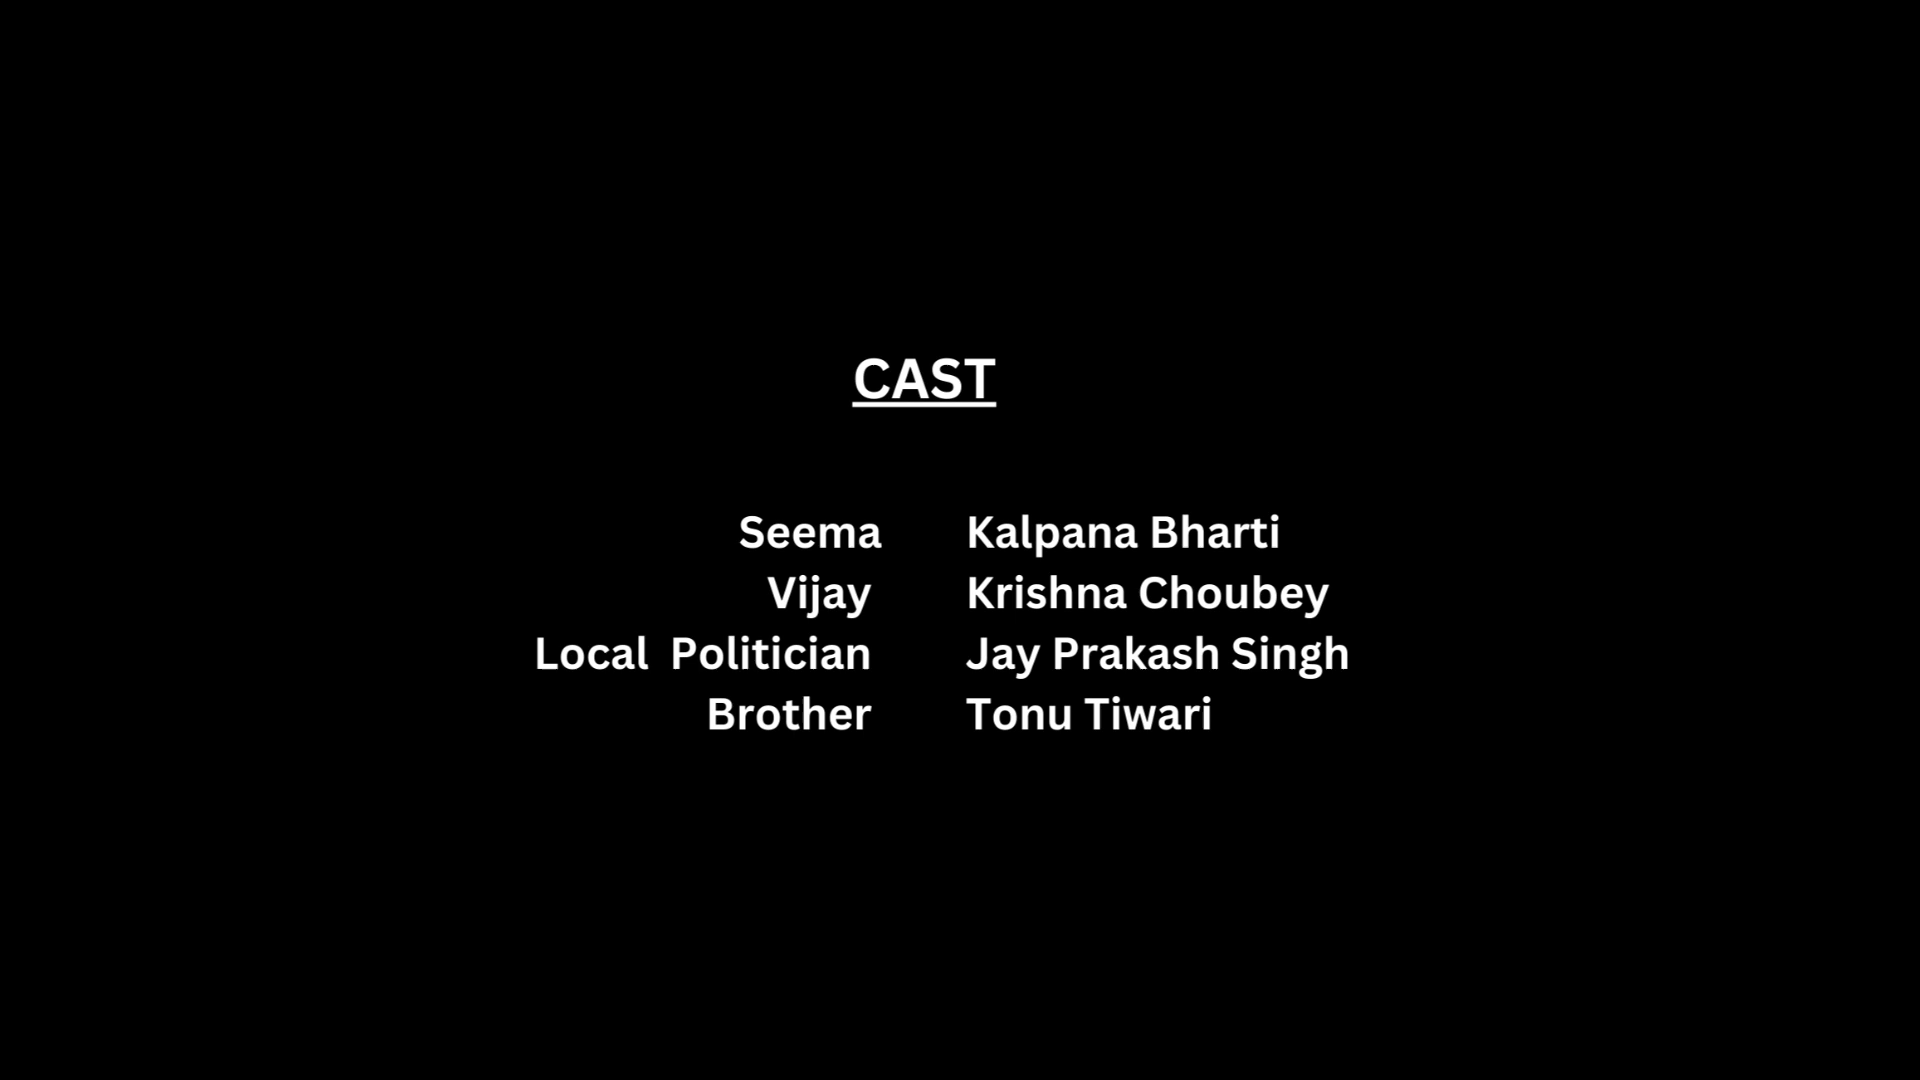 CAST
Seema Kalpana Bharti
Vijay Krishna Choubey
Local Politician Jay Prakash Singh
Brother Tonu Tiwari